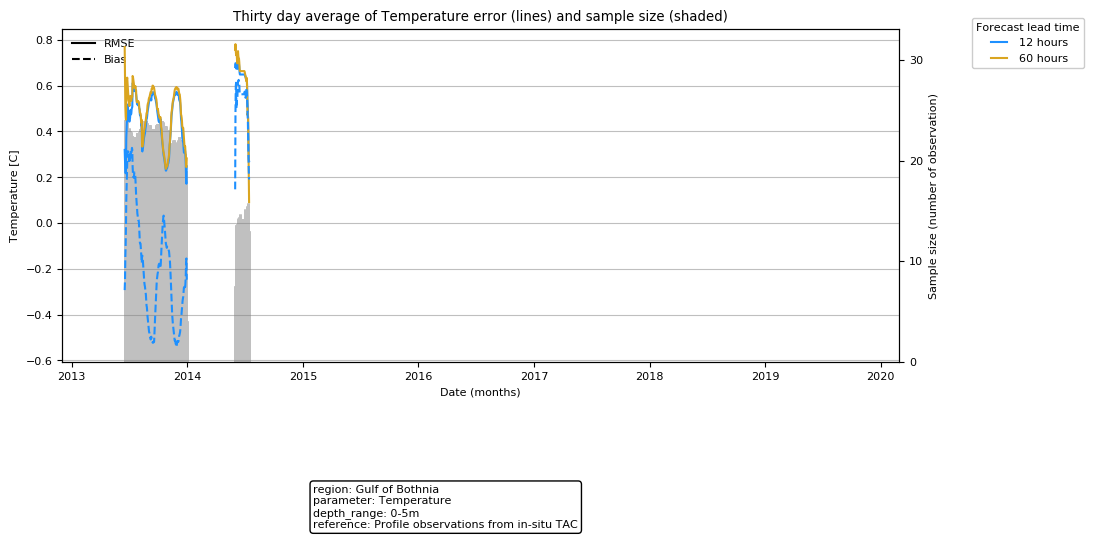 Thirty day average of Temperature error (lines) and sample size (shaded)
Forecast lead time
12 hours
60 hours
RMSE
Bias
0.8
0.6
0.4
0.2
0.0
−0.2
−0.4
−0.6
Temperature [C]
30
20
10
0
Sample size (number of observation)
2013 2014 2015 2016 2017 2018 2019 2020
Date (months)
region: Gulf of Bothnia
parameter: Temperature
depth_range: 0-5m
reference: Profile observations from in-situ TAC